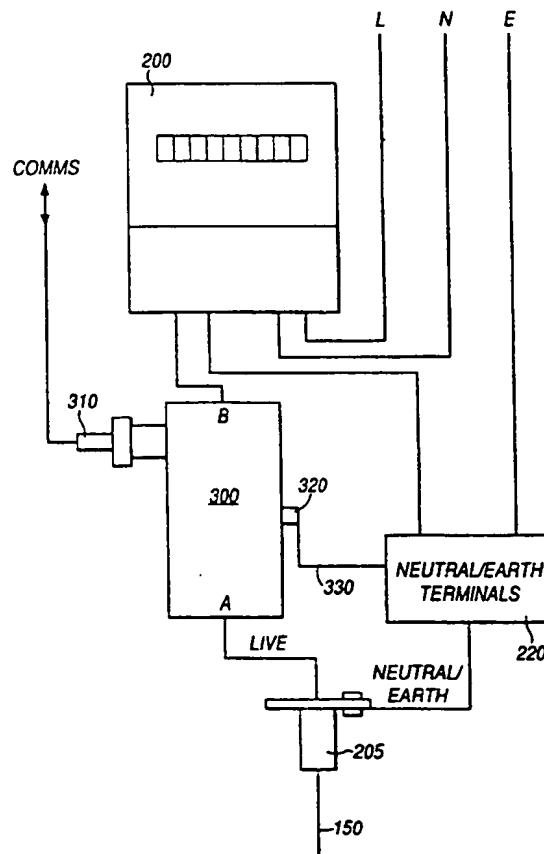 L N E
200
COMMS
310
B
300
320
330
NEUTRAL/EARTH
TERMINALS
220
A
LIVE
NEUTRAL/
EARTH
205
150